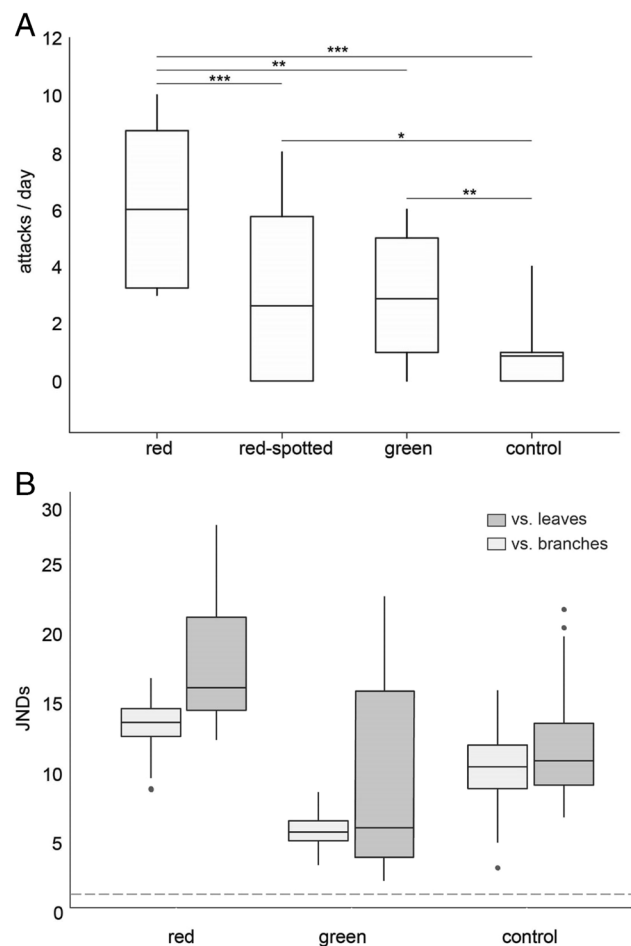 A
***
**
***
*
**
12
10
8
6
4
2
0
attacks / day
red red-spotted green control
B
30
25
20
15
10
5
0
JNDs
vs. leaves
vs. branches
red green control